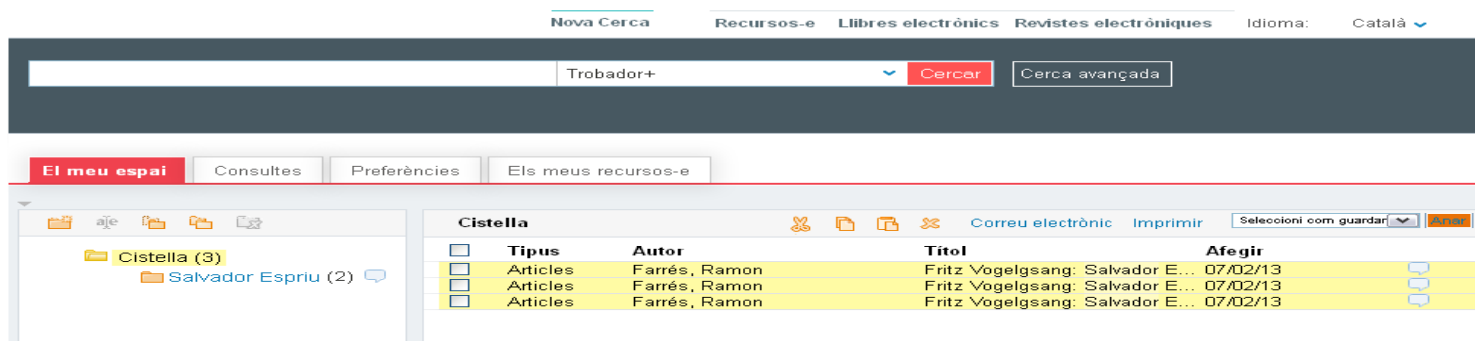 Nova Cerca Recursos-e Llibres electrònics Revistes electròniques Idioma: Català
Trobador+ Cercar Cerca avançada
El meu espai Consultes Preferències Els meus recursos-e
Cistella Correu electrònic Imprimir Seleccioni com guardar Anar
Cistella (3)
Salvador Espriu (2)
Tipus Autor Títol Afegir
Articles Farrés, Ramon Fritz Vogelgsang: Salvador E... 07/02/13
Articles Farrés, Ramon Fritz Vogelgsang: Salvador E... 07/02/13
Articles Farrés, Ramon Fritz Vogelgsang: Salvador E... 07/02/13